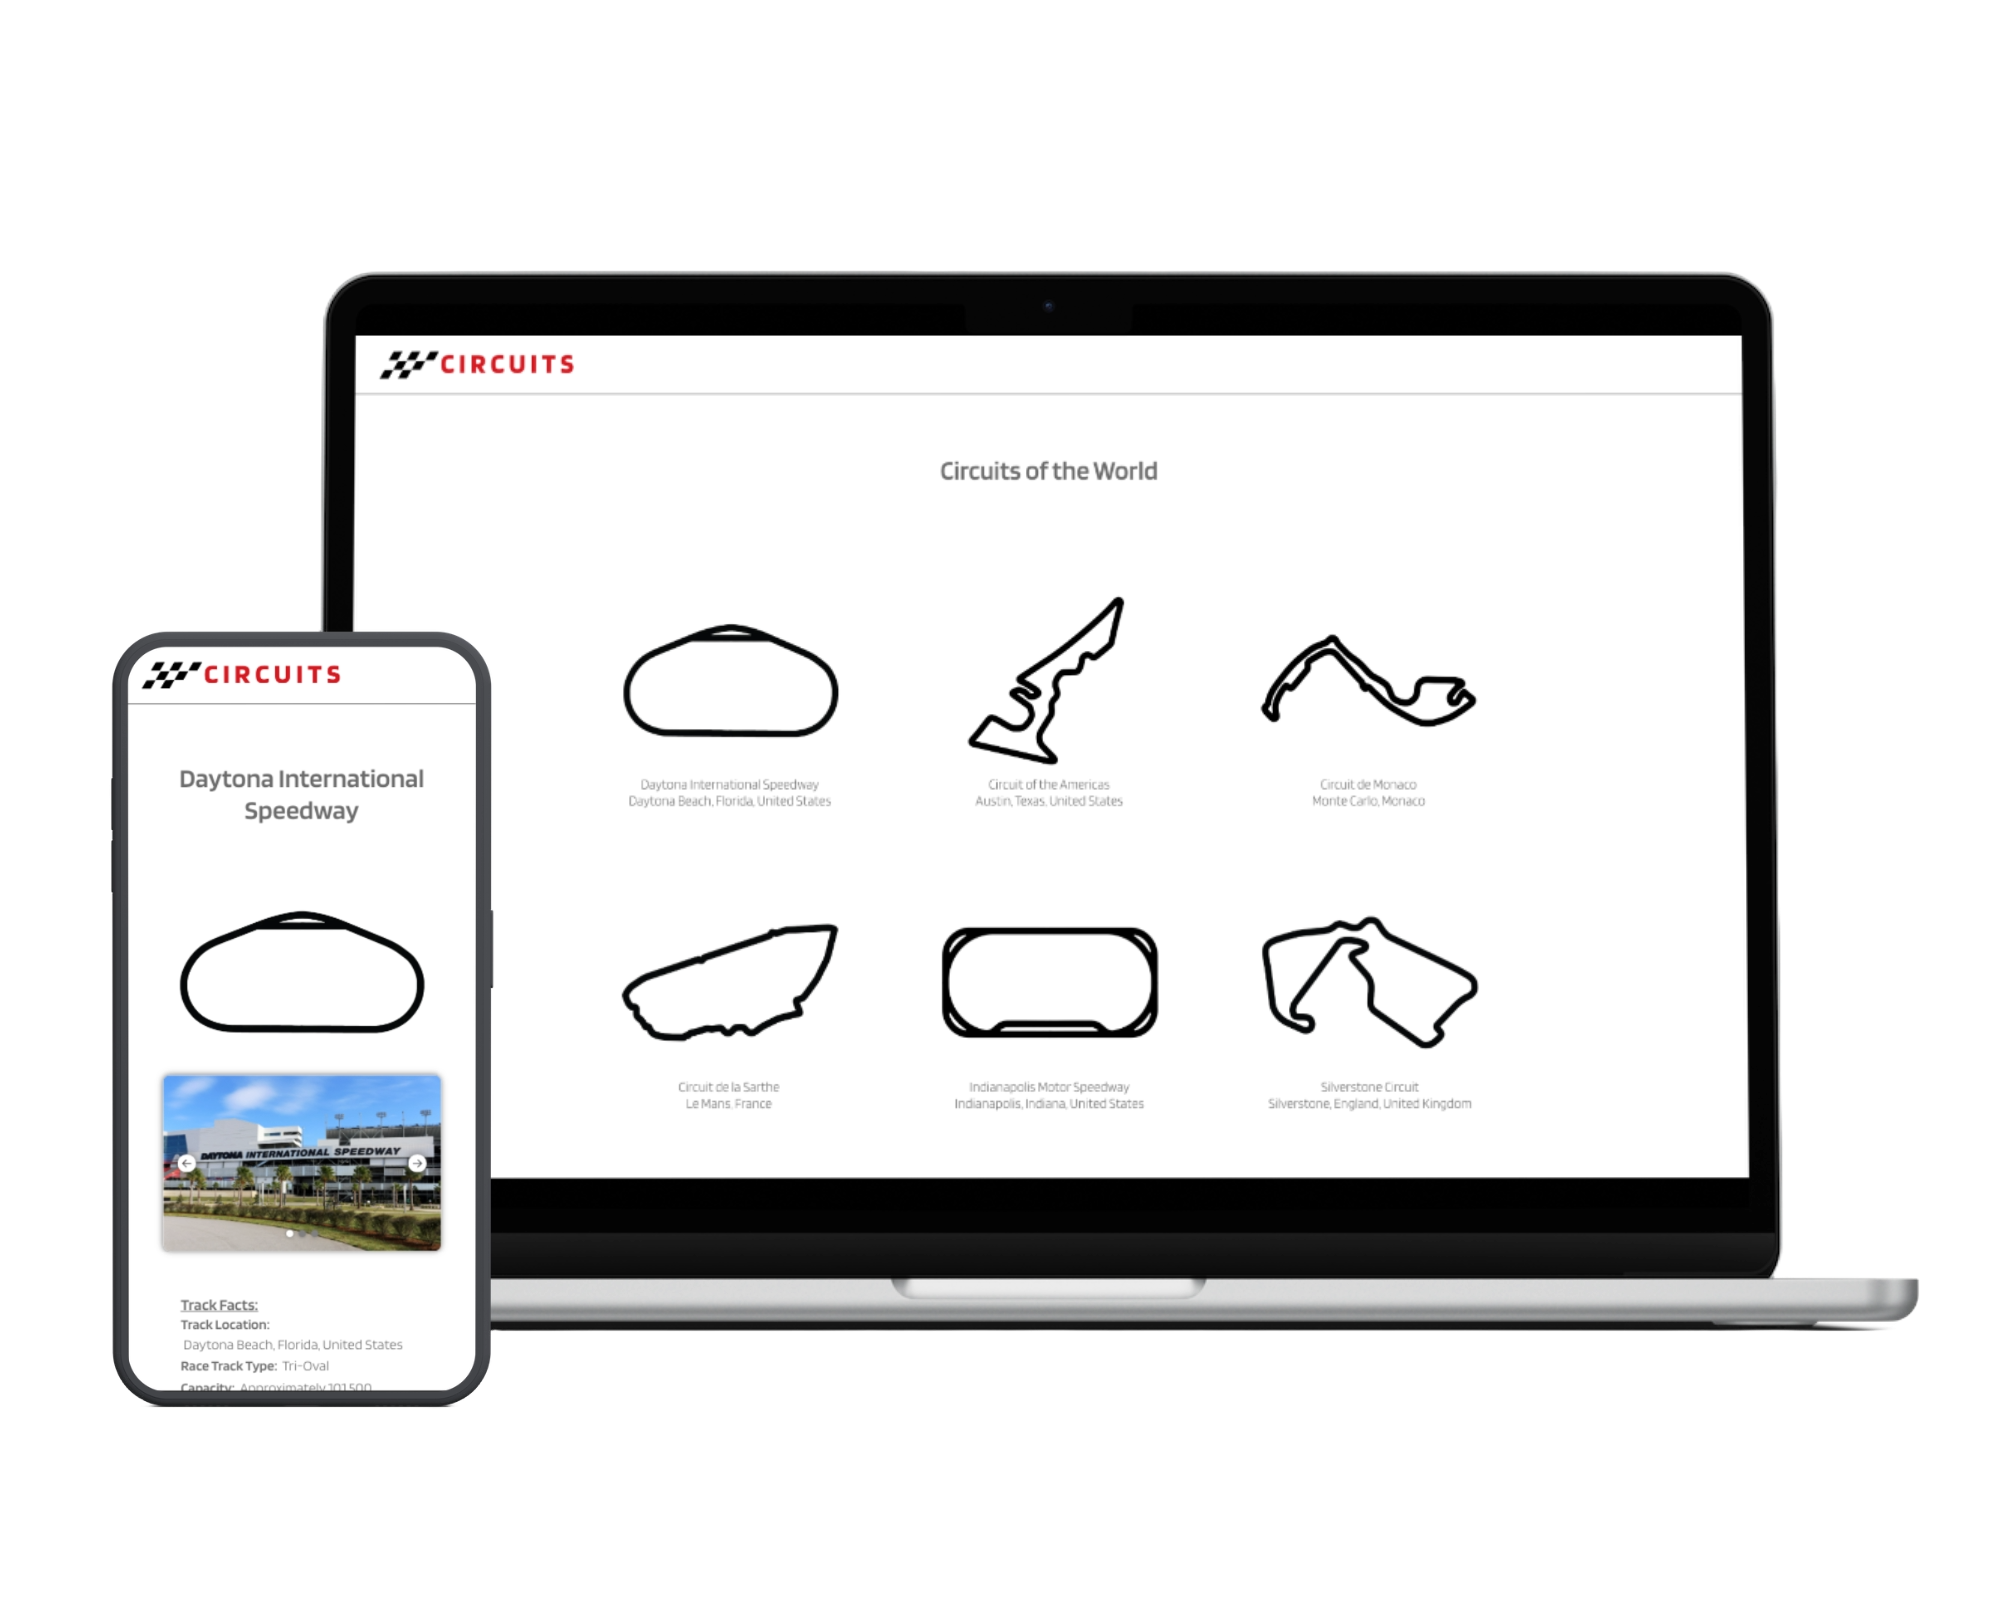 CIRCUITS
Circuits of the World
Daytona International Speedway
Daytona Beach, Florida, United States
Circuit of the Americas
Austin, Texas, United States
Circuit de Monaco
Monte Carlo, Monaco
Circuit de la Sarthe
Le Mans, France
Indianapolis Motor Speedway
Indianapolis, Indiana, United States
Silverstone Circuit
Silverstone, England, United Kingdom
CIRCUITS
Daytona International
Speedway
DAYTONA INTERNATIONAL SPEEDWAY
Track Facts:
Track Location:
Daytona Beach, Florida, United States
Race Track Type: Tri-Oval
Capacity: Approximately 101,500